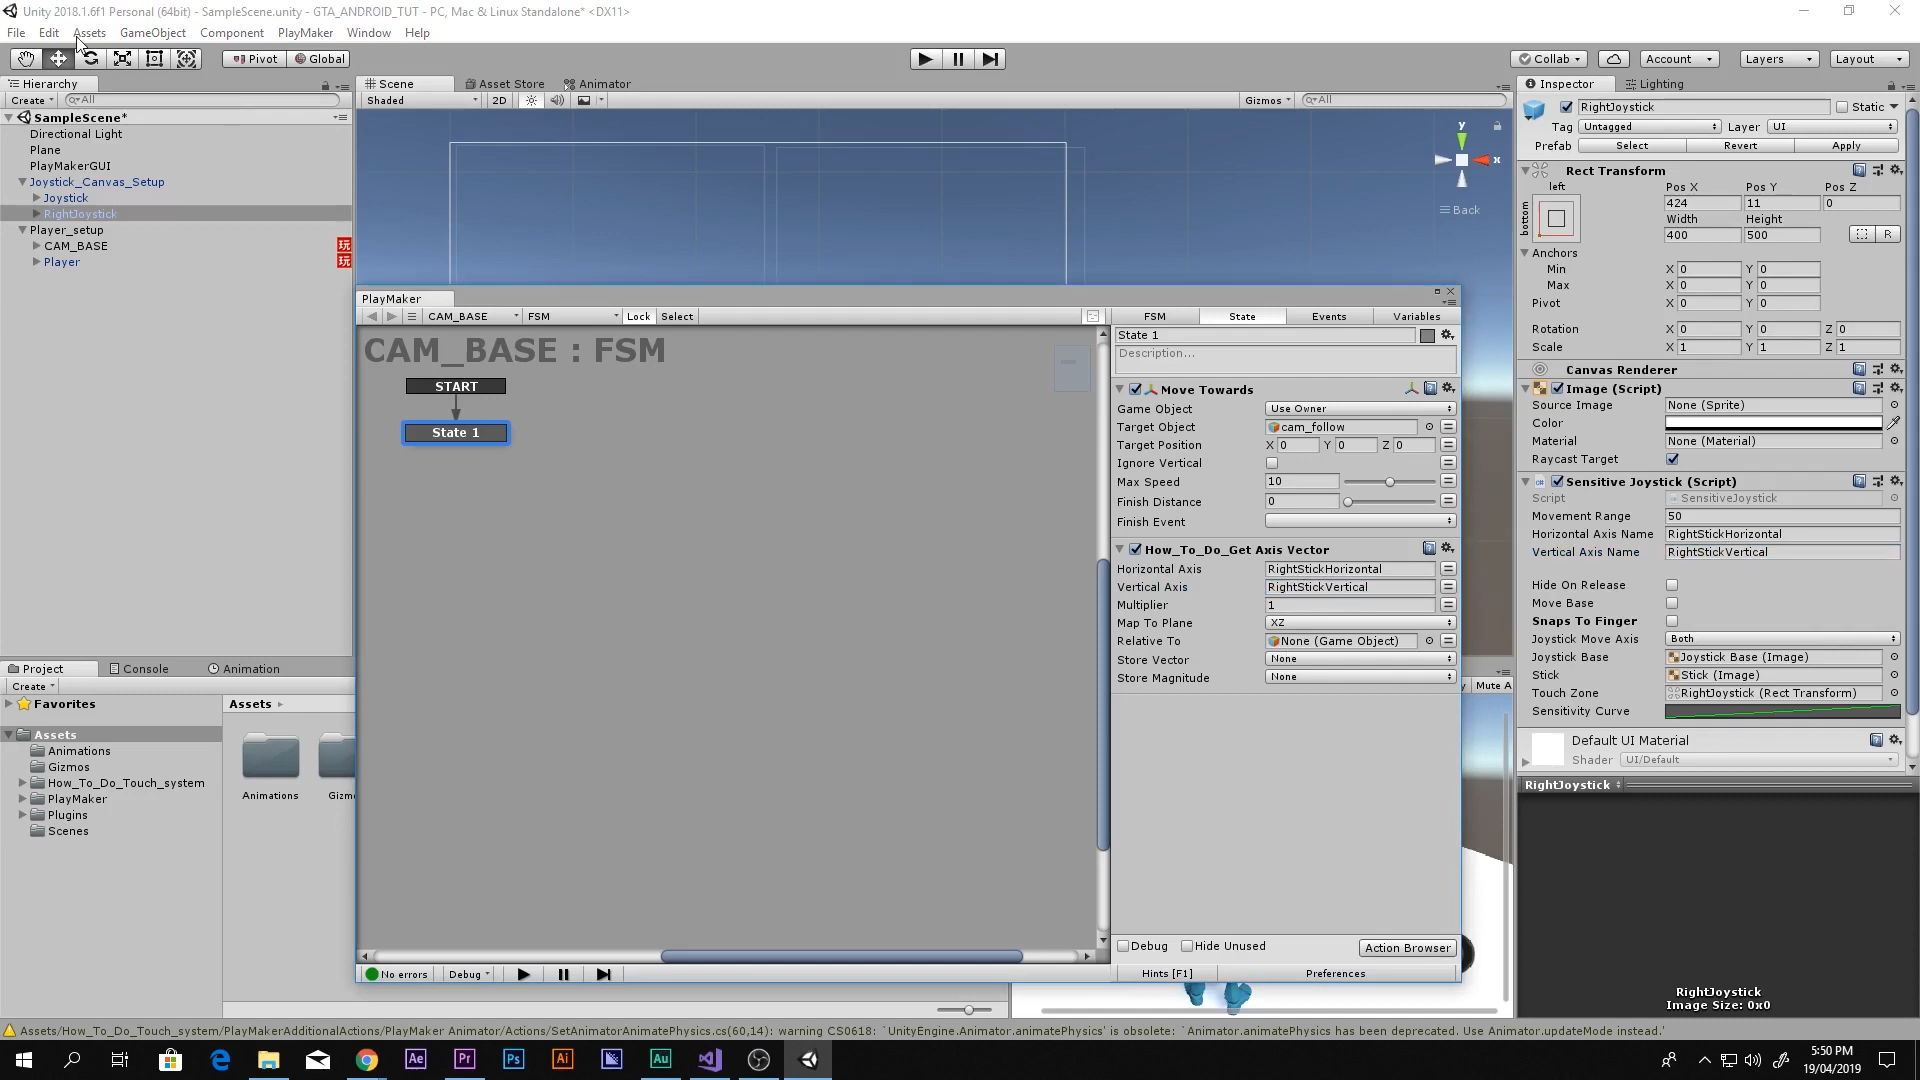 Unity 2018.1.6f1 Personal (64bit) - SampleScene.unity - GTA_ANDROID_TUT - PC, Mac & Linux Standalone* <DX11>
File Edit Assets GameObject Component PlayMaker Window Help
Pivot Global Collab Account Layers Layout
Hierarchy
Create All
SampleScene*
Directional Light
Plane
PlayMakerGUI
Joystick_Canvas_Setup
Joystick
RightJoystick
Player_setup
CAM_BASE
玩
Player
玩
Scene Asset Store Animator
Shaded 2D Gizmos All
y
x
Back
PlayMaker
CAM_BASE FSM Lock Select
CAM_BASE : FSM
START
State 1
FSM State Events Variables
State 1
Description...
Move Towards
Game Object Use Owner
Target Object cam_follow
Target Position X 0 Y 0 Z 0
Ignore Vertical
Max Speed 10
Finish Distance 0
Finish Event
How_To_Do_Get Axis Vector
Horizontal Axis RightStickHorizontal
Vertical Axis RightStickVertical
Multiplier 1
Map To Plane XZ
Relative To None (Game Object)
Store Vector None
Store Magnitude None
Debug Hide Unused Action Browser
Hints [F1] Preferences
No errors Debug
Mute A
Inspector Lighting
RightJoystick Static
Tag Untagged Layer UI
Prefab Select Revert Apply
Rect Transform
left
bottom
Pos X Pos Y Pos Z
424 11 0
Width Height
400 500 R
Anchors
Min X 0 Y 0
Max X 0 Y 0
Pivot X 0 Y 0
Rotation X 0 Y 0 Z 0
Scale X 1 Y 1 Z 1
Canvas Renderer
Image (Script)
Source Image None (Sprite)
Color
Material None (Material)
Raycast Target
Sensitive Joystick (Script)
Script SensitiveJoystick
Movement Range 50
Horizontal Axis Name RightStickHorizontal
Vertical Axis Name RightStickVertical
Hide On Release
Move Base
Snaps To Finger
Joystick Move Axis Both
Joystick Base Joystick Base (Image)
Stick Stick (Image)
Touch Zone RightJoystick (Rect Transform)
Sensitivity Curve
Default UI Material
Shader UI/Default
RightJoystick
RightJoystick
Image Size: 0x0
Project Console Animation
Create
Favorites
Assets
Animations
Gizmos
How_To_Do_Touch_system
PlayMaker
Plugins
Scenes
Assets
Animations Gizm
Assets/How_To_Do_Touch_system/PlayMakerAdditionalActions/PlayMaker Animator/Actions/SetAnimatorAnimatePhysics.cs(60,14): warning CS0618: `UnityEngine.Animator.animatePhysics' is obsolete: `Animator.animatePhysics has been deprecated. Use Animator.updateMode instead.'
Ae Pr Ps Ai Au
5:50 PM
19/04/2019